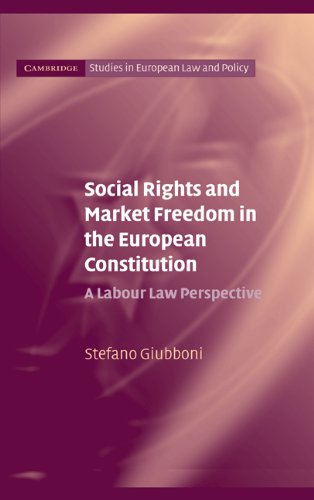 CAMBRIDGE Studies in European Law and Policy
Social Rights and
Market Freedom in
the European
Constitution
A Labour Law Perspective
Stefano Giubboni